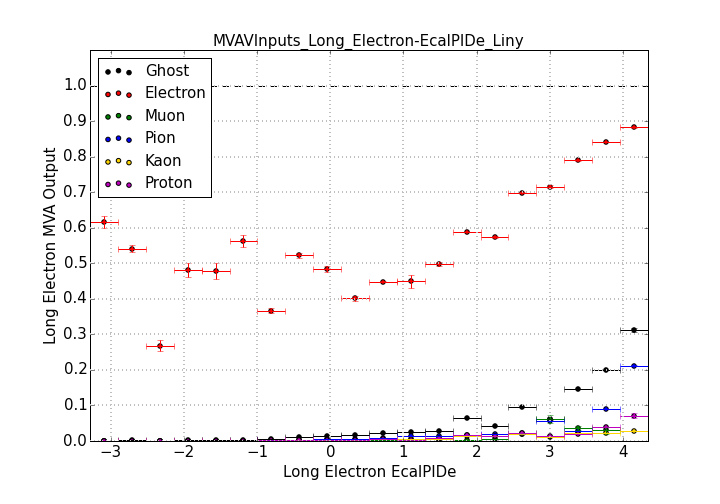 MVAVInputs_Long_Electron-EcalPIDe_Liny
1.0
0.9
0.8
0.7
0.6
0.5
0.4
0.3
0.2
0.1
0.0
Long Electron MVA Output
Ghost
Electron
Muon
Pion
Kaon
Proton
−3
−2
−1
0
1
2
3
4
Long Electron EcalPIDe